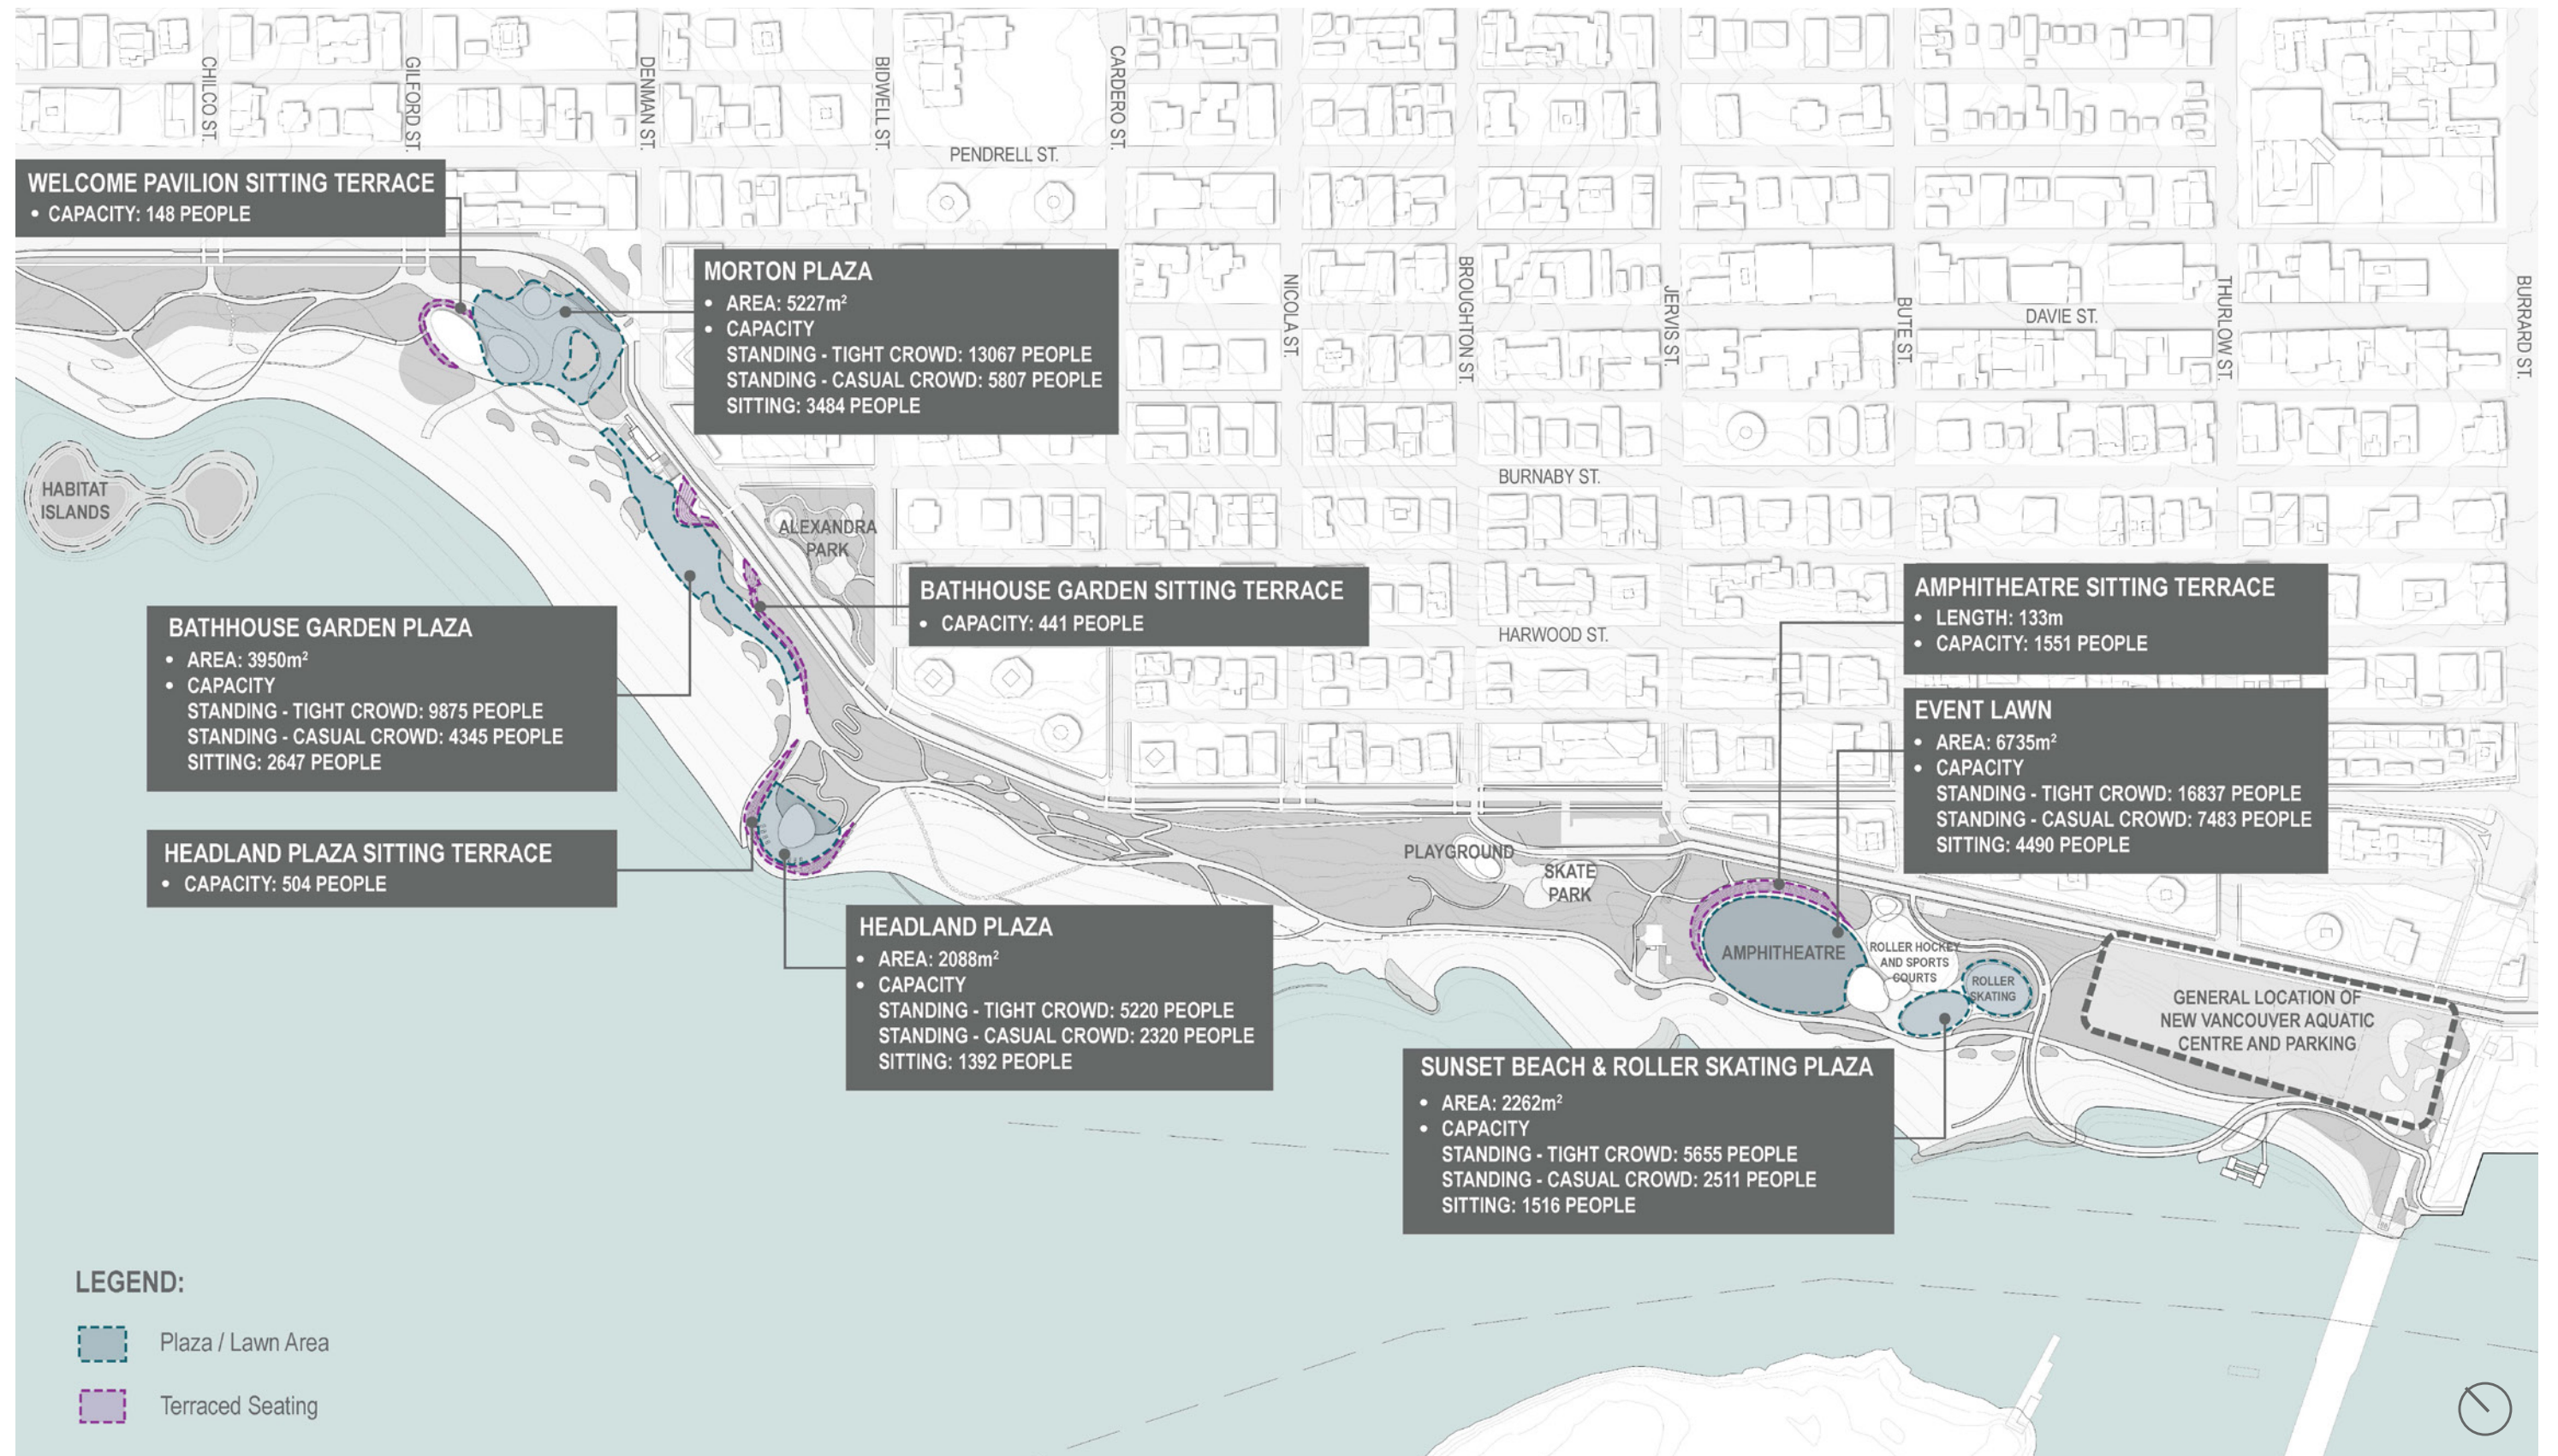 CHILCO ST.
GILFORD ST.
DENMAN ST.
BIDWELL ST.
CARDERO ST.
PENDRELL ST.
WELCOME PAVILION SITTING TERRACE
• CAPACITY: 148 PEOPLE
MORTON PLAZA
• AREA: 5227m²
• CAPACITY
STANDING - TIGHT CROWD: 13067 PEOPLE
STANDING - CASUAL CROWD: 5807 PEOPLE
SITTING: 3484 PEOPLE
NICOLA ST.
BROUGHTON ST.
JERVIS ST.
BUTE ST.
DAVIE ST.
THURLOW ST.
BURRARD ST.
HABITAT
ISLANDS
BURNABY ST.
ALEXANDRA
PARK
BATHHOUSE GARDEN SITTING TERRACE
• CAPACITY: 441 PEOPLE
HARWOOD ST.
AMPHITHEATRE SITTING TERRACE
• LENGTH: 133m
• CAPACITY: 1551 PEOPLE
BATHHOUSE GARDEN PLAZA
• AREA: 3950m²
• CAPACITY
STANDING - TIGHT CROWD: 9875 PEOPLE
STANDING - CASUAL CROWD: 4345 PEOPLE
SITTING: 2647 PEOPLE
EVENT LAWN
• AREA: 6735m²
• CAPACITY
STANDING - TIGHT CROWD: 16837 PEOPLE
STANDING - CASUAL CROWD: 7483 PEOPLE
SITTING: 4490 PEOPLE
HEADLAND PLAZA SITTING TERRACE
• CAPACITY: 504 PEOPLE
PLAYGROUND
SKATE
PARK
HEADLAND PLAZA
• AREA: 2088m²
• CAPACITY
STANDING - TIGHT CROWD: 5220 PEOPLE
STANDING - CASUAL CROWD: 2320 PEOPLE
SITTING: 1392 PEOPLE
AMPHITHEATRE
ROLLER HOCKEY
AND SPORTS
COURTS
ROLLER
SKATING
GENERAL LOCATION OF
NEW VANCOUVER AQUATIC
CENTRE AND PARKING
SUNSET BEACH & ROLLER SKATING PLAZA
• AREA: 2262m²
• CAPACITY
STANDING - TIGHT CROWD: 5655 PEOPLE
STANDING - CASUAL CROWD: 2511 PEOPLE
SITTING: 1516 PEOPLE
LEGEND:
Plaza / Lawn Area
Terraced Seating